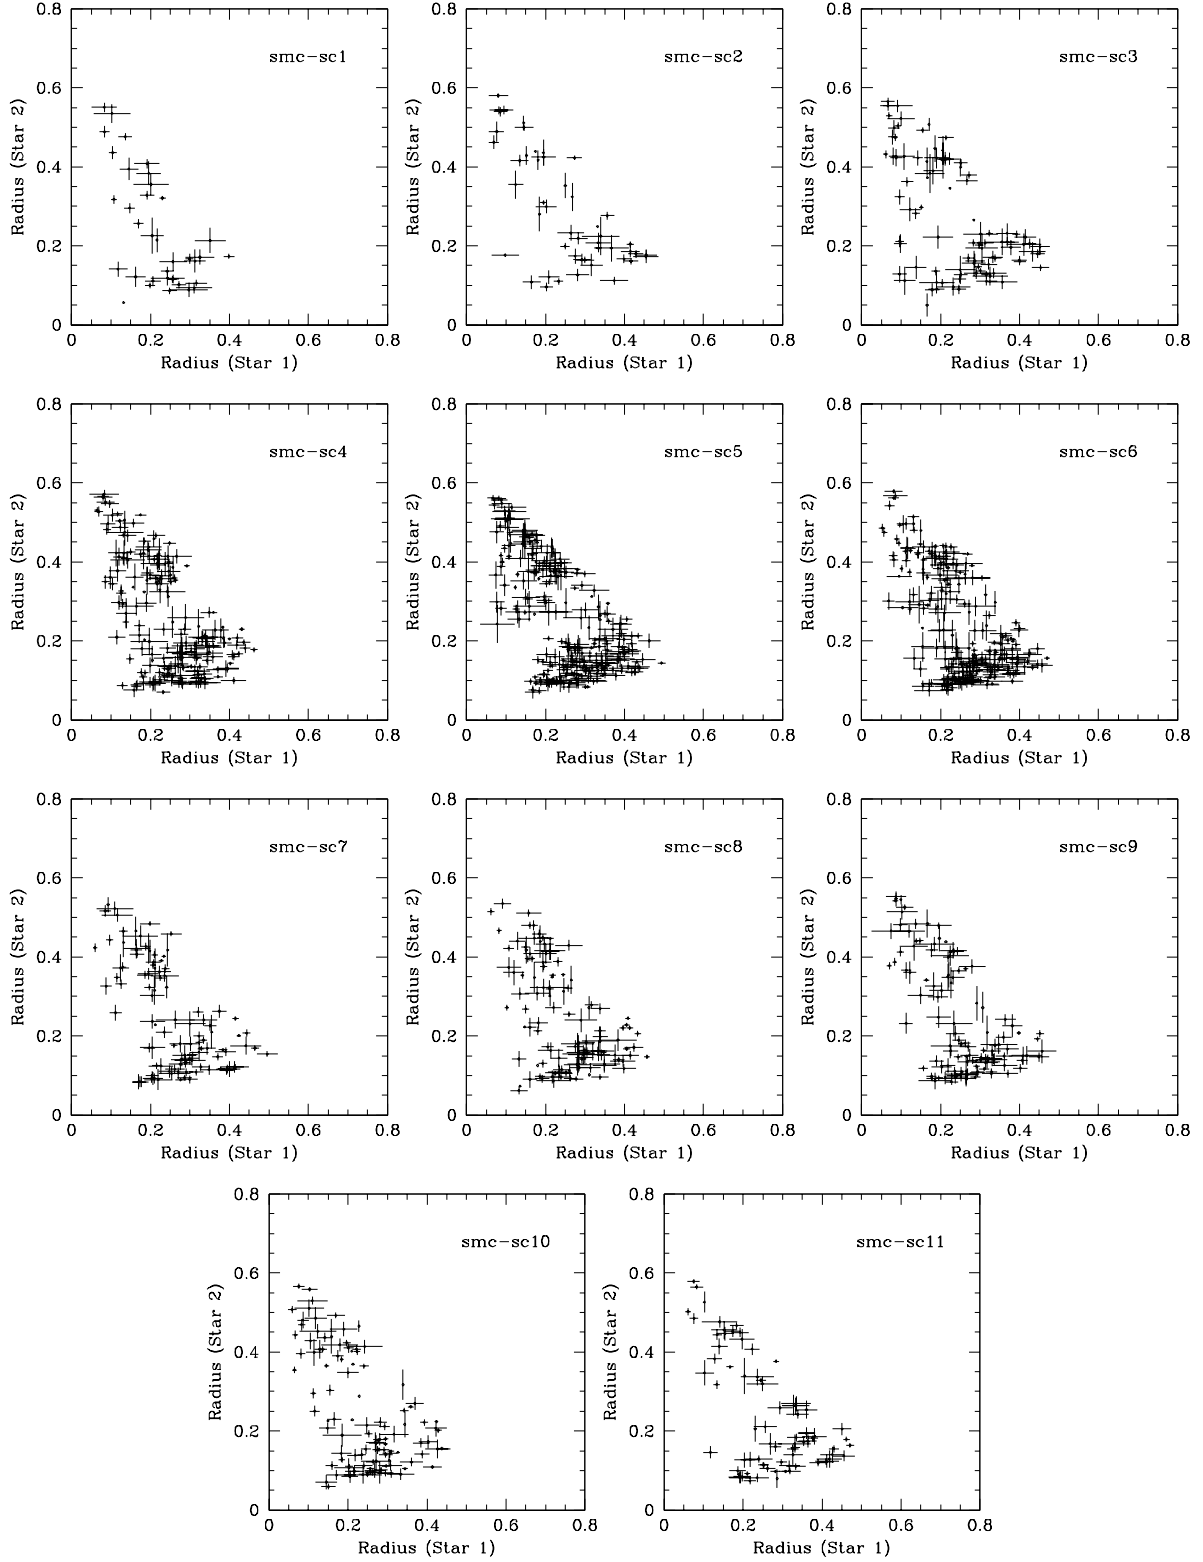 0.8 0.8 0.8
smc-sc1 smc-sc2 smc-sc3
0.6 0.6 0.6
Radius (Star 2) Radius (Star 2) Radius (Star 2)
0.4 0.4 0.4
0.2 0.2 0.2
0 0 0
0 0.2 0.4 0.6 0.8 0 0.2 0.4 0.6 0.8 0 0.2 0.4 0.6 0.8
Radius (Star 1) Radius (Star 1) Radius (Star 1)
0.8 0.8 0.8
smc-sc4 smc-sc5 smc-sc6
0.6 0.6 0.6
Radius (Star 2) Radius (Star 2) Radius (Star 2)
0.4 0.4 0.4
0.2 0.2 0.2
0 0 0
0 0.2 0.4 0.6 0.8 0 0.2 0.4 0.6 0.8 0 0.2 0.4 0.6 0.8
Radius (Star 1) Radius (Star 1) Radius (Star 1)
0.8 0.8 0.8
smc-sc7 smc-sc8 smc-sc9
0.6 0.6 0.6
Radius (Star 2) Radius (Star 2) Radius (Star 2)
0.4 0.4 0.4
0.2 0.2 0.2
0 0 0
0 0.2 0.4 0.6 0.8 0 0.2 0.4 0.6 0.8 0 0.2 0.4 0.6 0.8
Radius (Star 1) Radius (Star 1) Radius (Star 1)
0.8 0.8
smc-sc10 smc-sc11
0.6 0.6
Radius (Star 2) Radius (Star 2)
0.4 0.4
0.2 0.2
0 0
0 0.2 0.4 0.6 0.8 0 0.2 0.4 0.6 0.8
Radius (Star 1) Radius (Star 1)